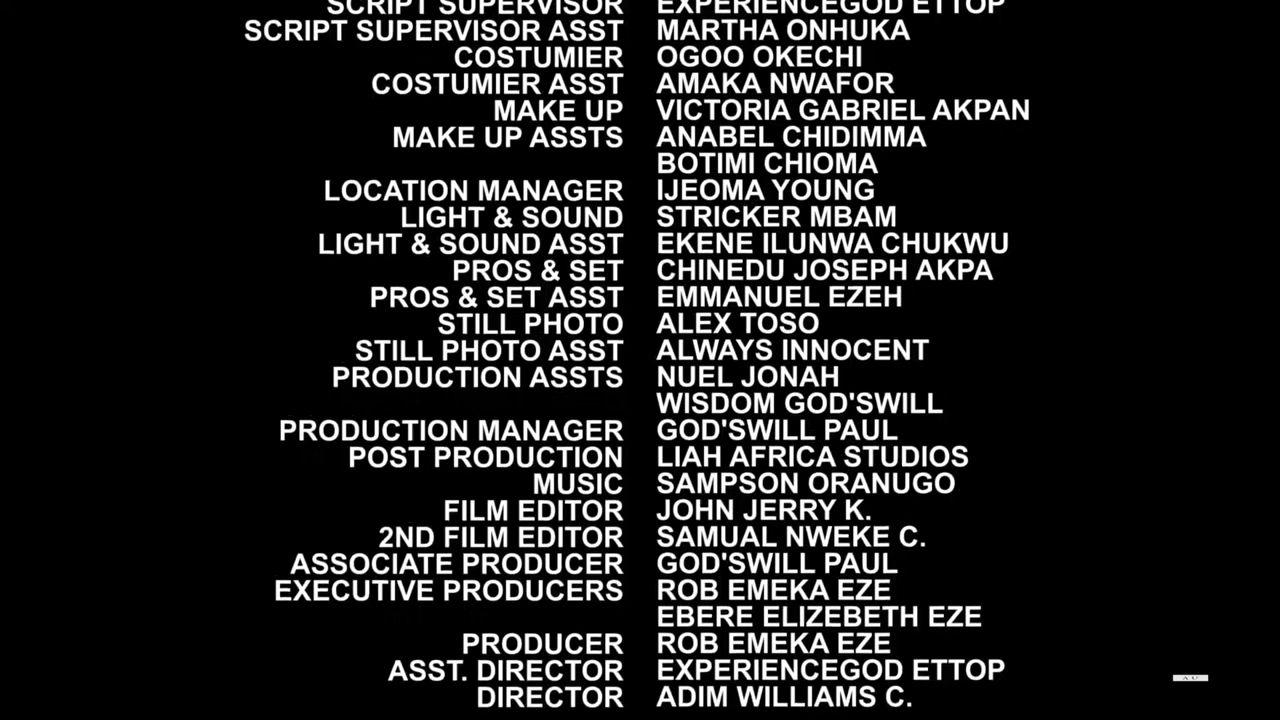 SCRIPT SUPERVISOR EXPERIENCEGOD ETTOP
SCRIPT SUPERVISOR ASST MARTHA ONHUKA
COSTUMIER OGOO OKECHI
COSTUMIER ASST AMAKA NWAFOR
MAKE UP VICTORIA GABRIEL AKPAN
MAKE UP ASSTS ANABEL CHIDIMMA
BOTIMI CHIOMA
LOCATION MANAGER IJEOMA YOUNG
LIGHT & SOUND STRICKER MBAM
LIGHT & SOUND ASST EKENE ILUNWA CHUKWU
PROS & SET CHINEDU JOSEPH AKPA
PROS & SET ASST EMMANUEL EZEH
STILL PHOTO ALEX TOSO
STILL PHOTO ASST ALWAYS INNOCENT
PRODUCTION ASSTS NUEL JONAH
WISDOM GOD'SWILL
PRODUCTION MANAGER GOD'SWILL PAUL
POST PRODUCTION LIAH AFRICA STUDIOS
MUSIC SAMPSON ORANUGO
FILM EDITOR JOHN JERRY K.
2ND FILM EDITOR SAMUAL NWEKE C.
ASSOCIATE PRODUCER GOD'SWILL PAUL
EXECUTIVE PRODUCERS ROB EMEKA EZE
EBERE ELIZEBETH EZE
PRODUCER ROB EMEKA EZE
ASST. DIRECTOR EXPERIENCEGOD ETTOP
DIRECTOR ADIM WILLIAMS C.